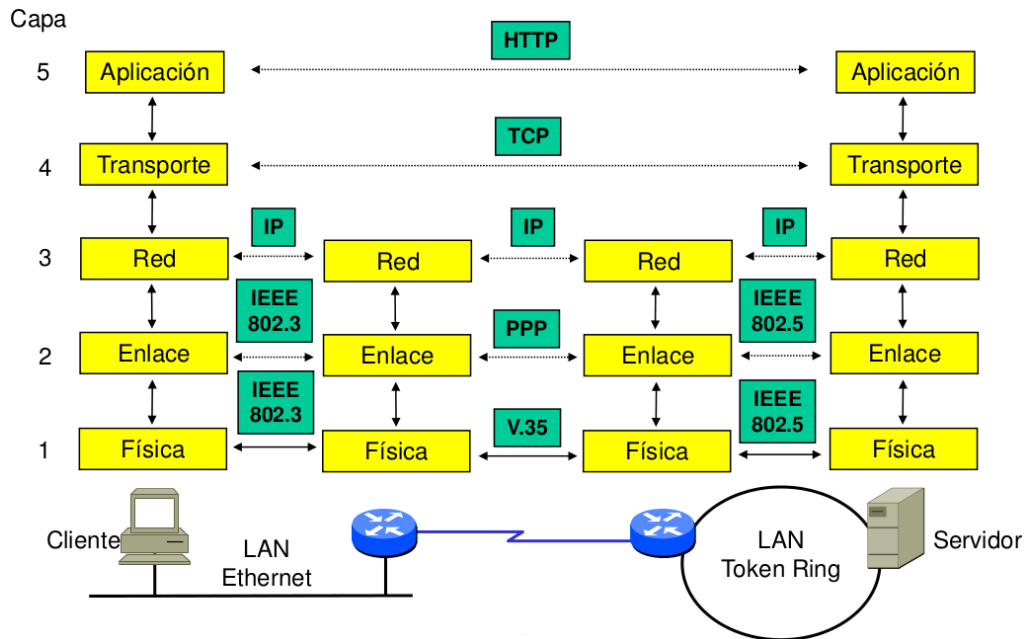 Capa
HTTP
5
Aplicación
Aplicación
TCP
4
Transporte
Transporte
IP
IP
IP
3
Red
Red
Red
Red
IEEE
802.3
PPP
IEEE
802.5
2
Enlace
Enlace
Enlace
Enlace
IEEE
802.3
V.35
IEEE
802.5
1
Física
Física
Física
Física
Cliente
LAN
Ethernet
LAN
Token Ring
Servidor